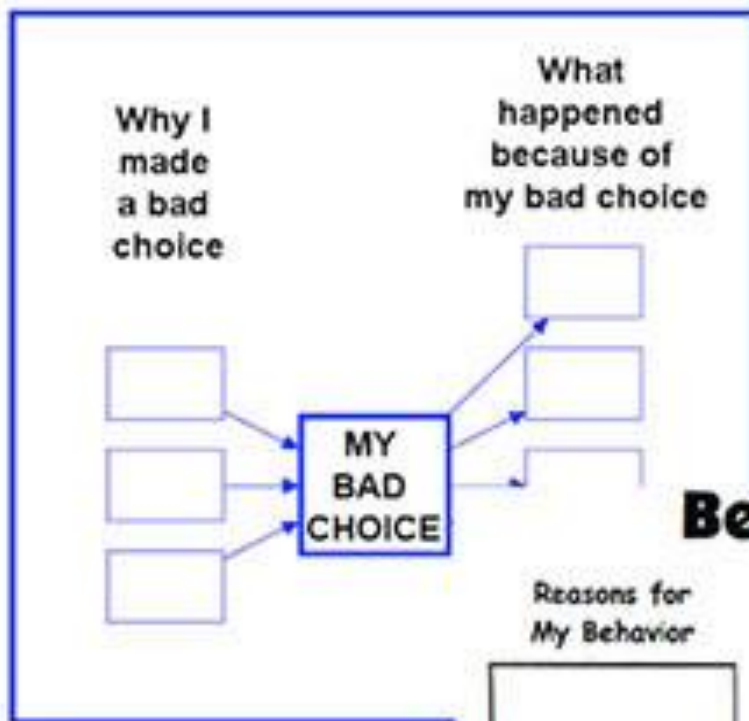 Why I
made
a bad
choice
What
happened
because of
my bad choice
MY
BAD
CHOICE
Be
Reasons for
My Behavior